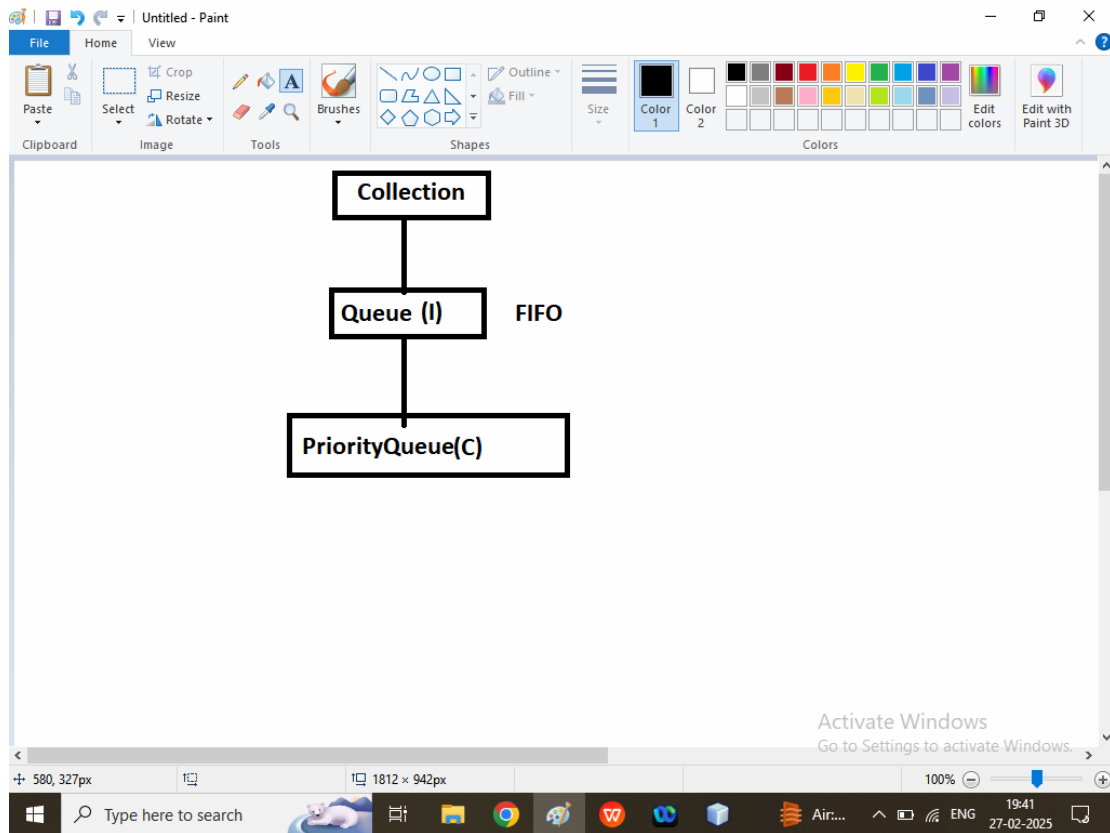 Untitled - Paint
File Home View
Paste
Select
Crop
Resize
Rotate
Brushes
Outline
Fill
Size
Color 1
Color 2
Edit colors
Edit with Paint 3D
Clipboard Image Tools Shapes Colors
Collection
Queue (I) FIFO
PriorityQueue(C)
Activate Windows
Go to Settings to activate Windows.
580, 327px 1812 × 942px 100%
Type here to search Air:... ENG 19:41
27-02-2025